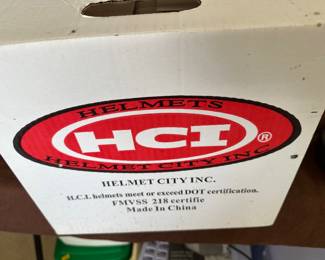 HELMETS
HCI®
HELMET CITY INC
HELMET CITY INC.
H.C.I. helmets meet or exceed DOT certification.
FMVSS 218 certific
Made In China